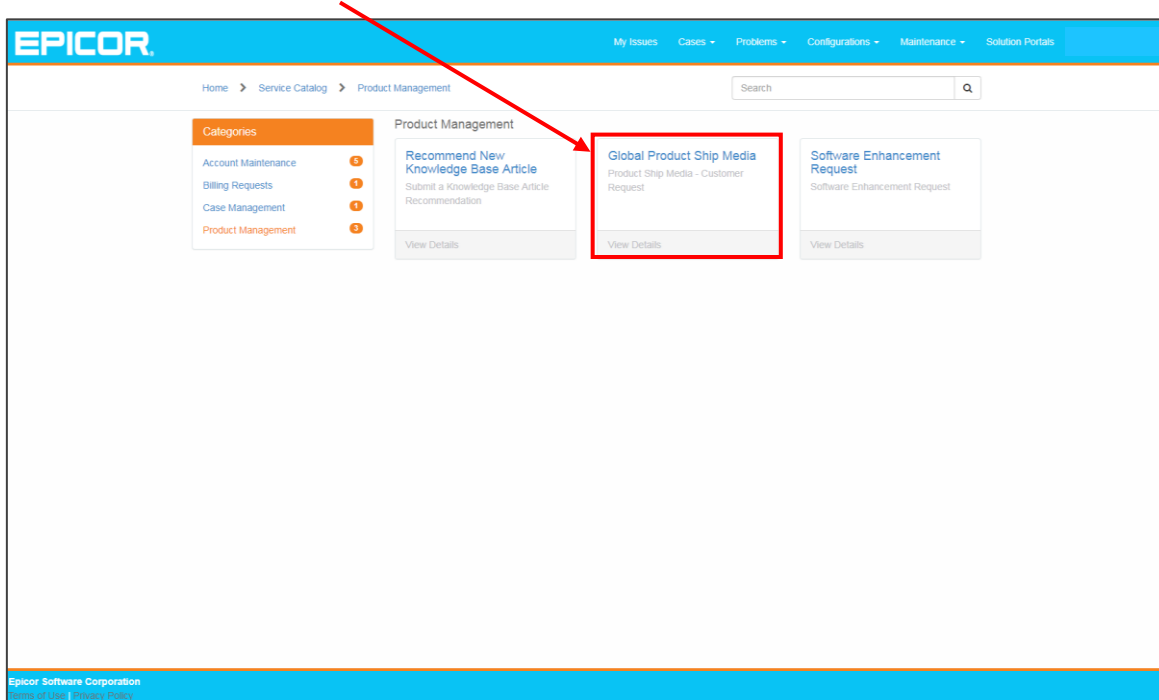 EPICOR.
My Issues Cases Problems Configurations Maintenance Solution Portals
Home Service Catalog Product Management
Search
Categories
Account Maintenance 5
Billing Requests 1
Case Management 1
Product Management 3
Product Management
Recommend New
Knowledge Base Article
Submit a Knowledge Base Article
Recommendation
View Details
Global Product Ship Media
Product Ship Media - Customer
Request
View Details
Software Enhancement
Request
Software Enhancement Request
View Details
Epicor Software Corporation
Terms of Use | Privacy Policy